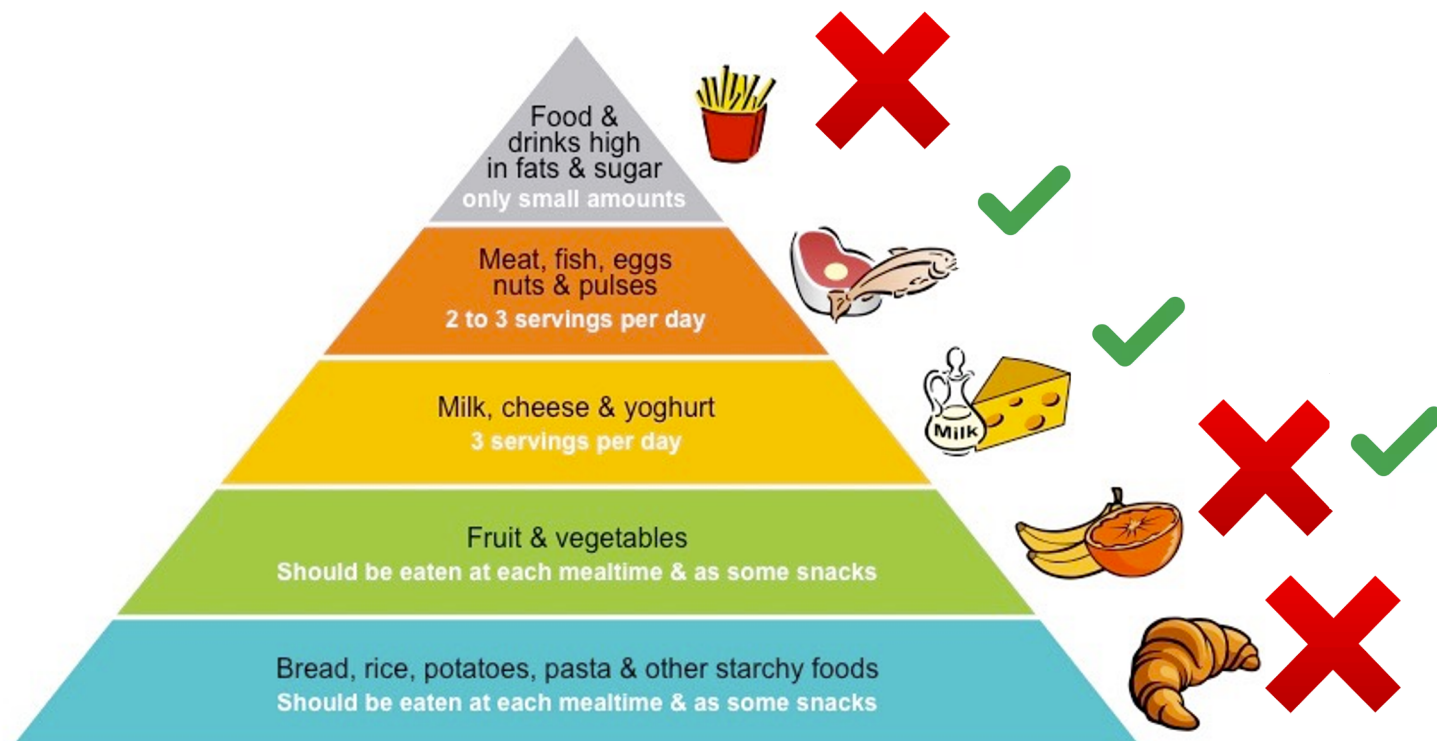 Food &
drinks high
in fats & sugar
only small amounts
Meat, fish, eggs
nuts & pulses
2 to 3 servings per day
Milk, cheese & yoghurt
3 servings per day
Milk
Fruit & vegetables
Should be eaten at each mealtime & as some snacks
Bread, rice, potatoes, pasta & other starchy foods
Should be eaten at each mealtime & as some snacks